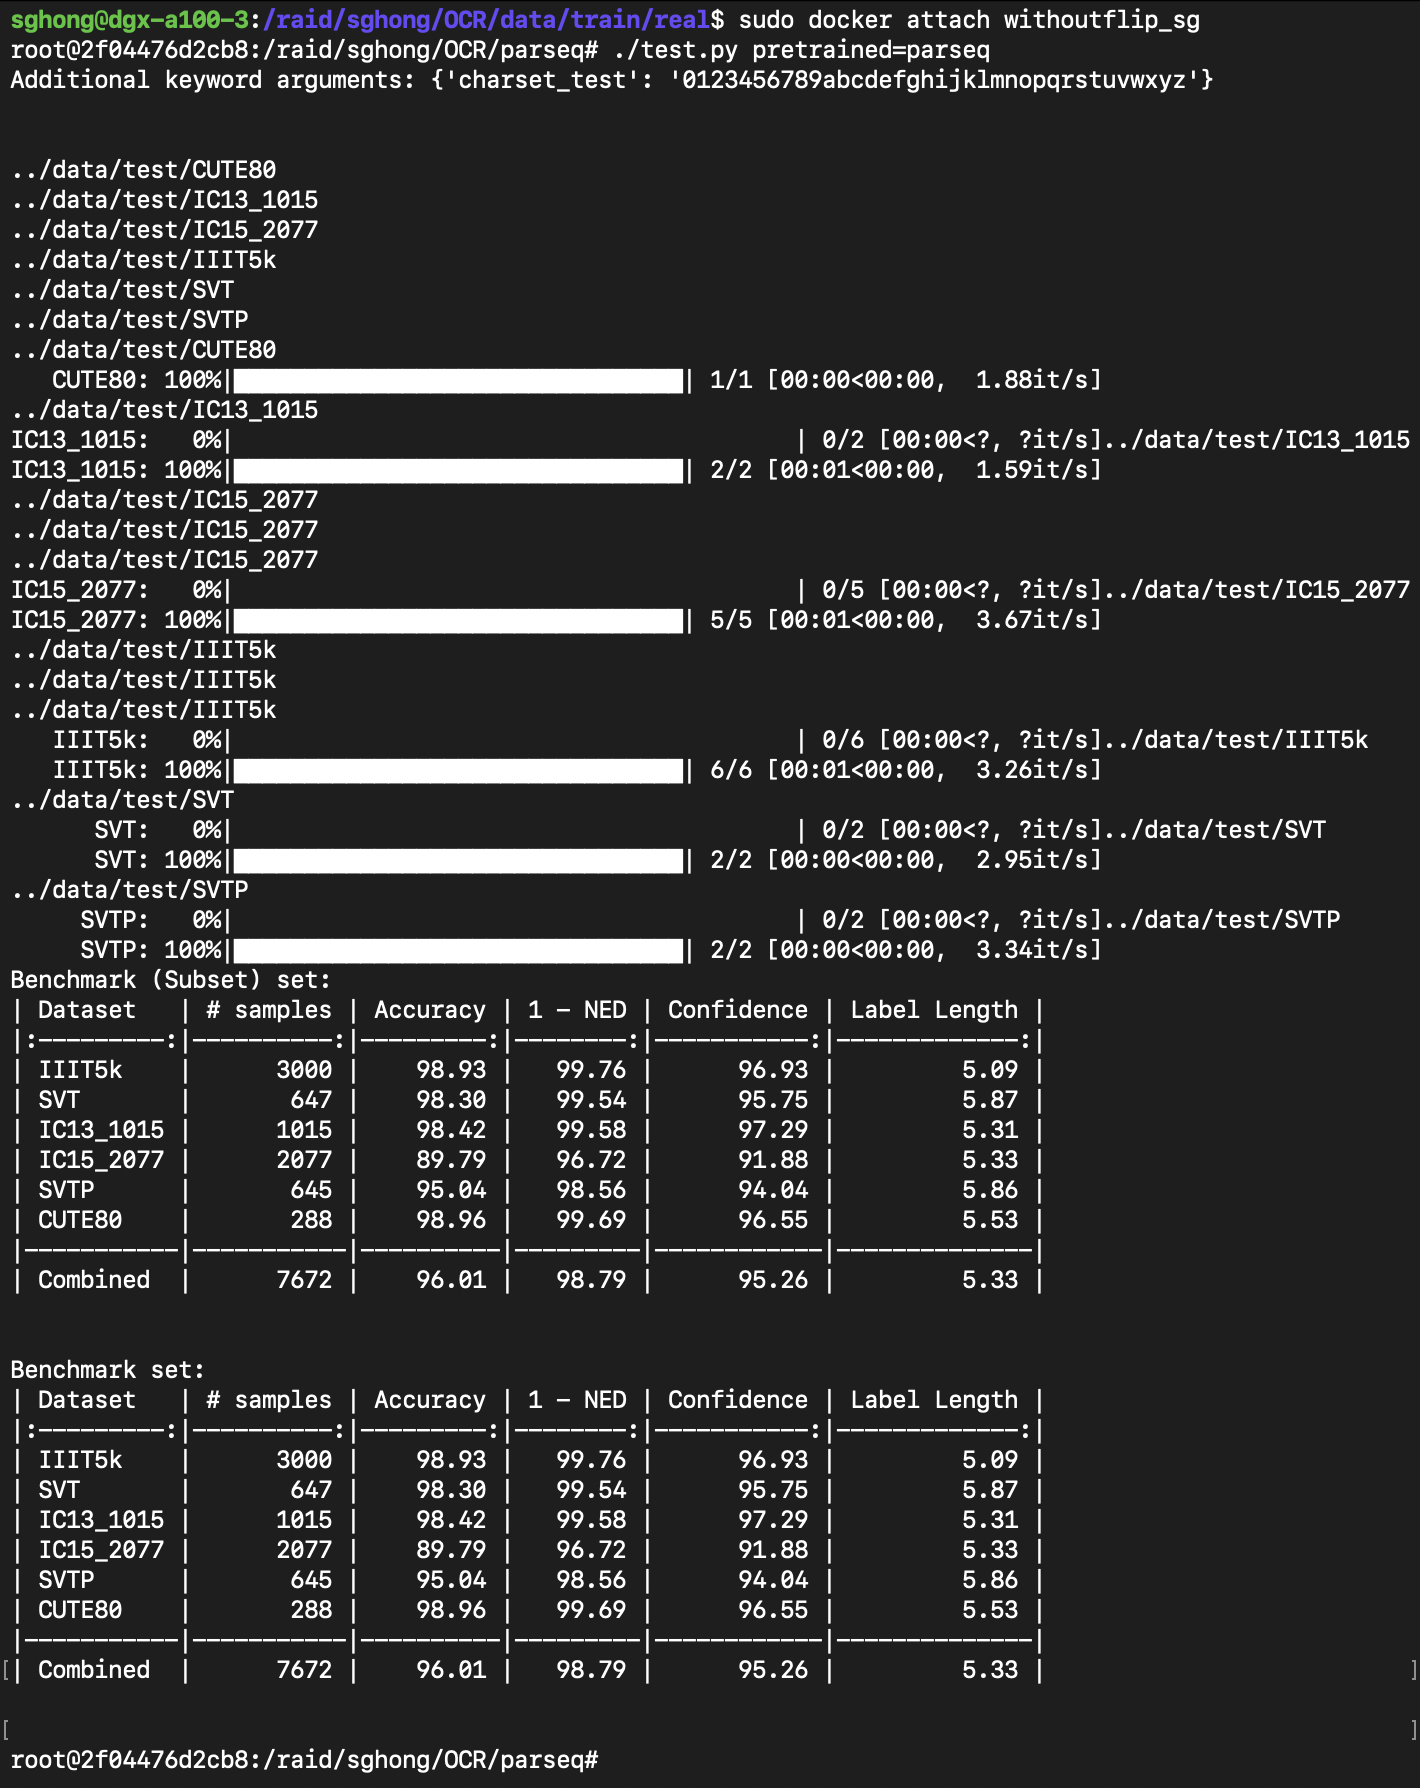 sghong@dgx-a100-3:/raid/sghong/OCR/data/train/real$ sudo docker attach withoutflip_sg
root@2f04476d2cb8:/raid/sghong/OCR/parseq# ./test.py pretrained=parseq
Additional keyword arguments: {'charset_test': '0123456789abcdefghijklmnopqrstuvwxyz'}
../data/test/CUTE80
../data/test/IC13_1015
../data/test/IC15_2077
../data/test/IIIT5k
../data/test/SVT
../data/test/SVTP
../data/test/CUTE80
CUTE80: 100%|██████████| 1/1 [00:00<00:00,  1.88it/s]
../data/test/IC13_1015
IC13_1015:   0%|          | 0/2 [00:00<?, ?it/s]../data/test/IC13_1015
IC13_1015: 100%|██████████| 2/2 [00:01<00:00,  1.59it/s]
../data/test/IC15_2077
../data/test/IC15_2077
../data/test/IC15_2077
IC15_2077:   0%|          | 0/5 [00:00<?, ?it/s]../data/test/IC15_2077
IC15_2077: 100%|██████████| 5/5 [00:01<00:00,  3.67it/s]
../data/test/IIIT5k
../data/test/IIIT5k
../data/test/IIIT5k
IIIT5k:   0%|          | 0/6 [00:00<?, ?it/s]../data/test/IIIT5k
IIIT5k: 100%|██████████| 6/6 [00:01<00:00,  3.26it/s]
../data/test/SVT
SVT:   0%|          | 0/2 [00:00<?, ?it/s]../data/test/SVT
SVT: 100%|██████████| 2/2 [00:00<00:00,  2.95it/s]
../data/test/SVTP
SVTP:   0%|          | 0/2 [00:00<?, ?it/s]../data/test/SVTP
SVTP: 100%|██████████| 2/2 [00:00<00:00,  3.34it/s]
Benchmark (Subset) set:
| Dataset   | # samples | Accuracy | 1 - NED | Confidence | Label Length |
|:---------:|----------:|---------:|--------:|-----------:|-------------:|
| IIIT5k    |      3000 |    98.93 |   99.76 |      96.93 |         5.09 |
| SVT       |       647 |    98.30 |   99.54 |      95.75 |         5.87 |
| IC13_1015 |      1015 |    98.42 |   99.58 |      97.29 |         5.31 |
| IC15_2077 |      2077 |    89.79 |   96.72 |      91.88 |         5.33 |
| SVTP      |       645 |    95.04 |   98.56 |      94.04 |         5.86 |
| CUTE80    |       288 |    98.96 |   99.69 |      96.55 |         5.53 |
|-----------|-----------|----------|---------|------------|--------------|
| Combined  |      7672 |    96.01 |   98.79 |      95.26 |         5.33 |
Benchmark set:
| Dataset   | # samples | Accuracy | 1 - NED | Confidence | Label Length |
|:---------:|----------:|---------:|--------:|-----------:|-------------:|
| IIIT5k    |      3000 |    98.93 |   99.76 |      96.93 |         5.09 |
| SVT       |       647 |    98.30 |   99.54 |      95.75 |         5.87 |
| IC13_1015 |      1015 |    98.42 |   99.58 |      97.29 |         5.31 |
| IC15_2077 |      2077 |    89.79 |   96.72 |      91.88 |         5.33 |
| SVTP      |       645 |    95.04 |   98.56 |      94.04 |         5.86 |
| CUTE80    |       288 |    98.96 |   99.69 |      96.55 |         5.53 |
|-----------|-----------|----------|---------|------------|--------------|
[| Combined  |      7672 |    96.01 |   98.79 |      95.26 |         5.33 | ]
[ ]
root@2f04476d2cb8:/raid/sghong/OCR/parseq#